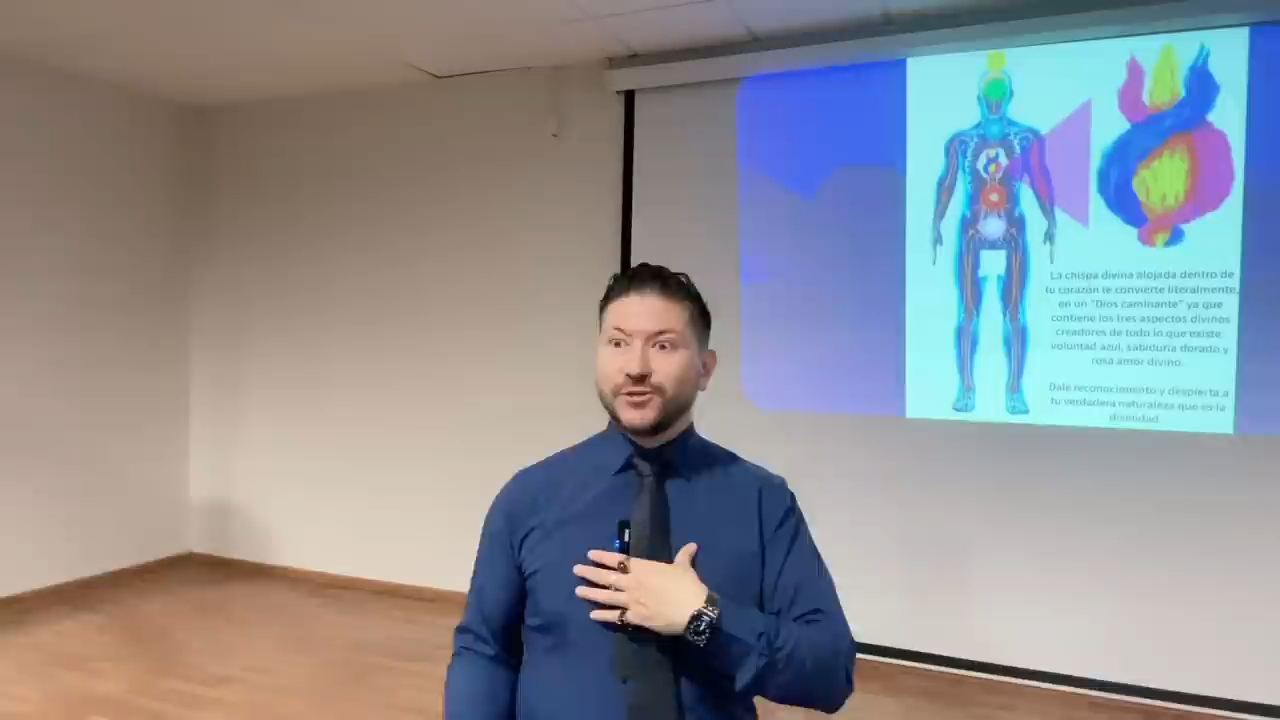 La chispa divina alojada dentro de
tu corazón te convierte literalmente,
en un "Dios caminante" ya que
contiene los tres aspectos divinos
creadores de todo lo que existe:
voluntad azul, sabiduría dorado y
rosa amor divino.
Dale reconocimiento y despierta a
tu verdadera naturaleza que es la
divinidad.